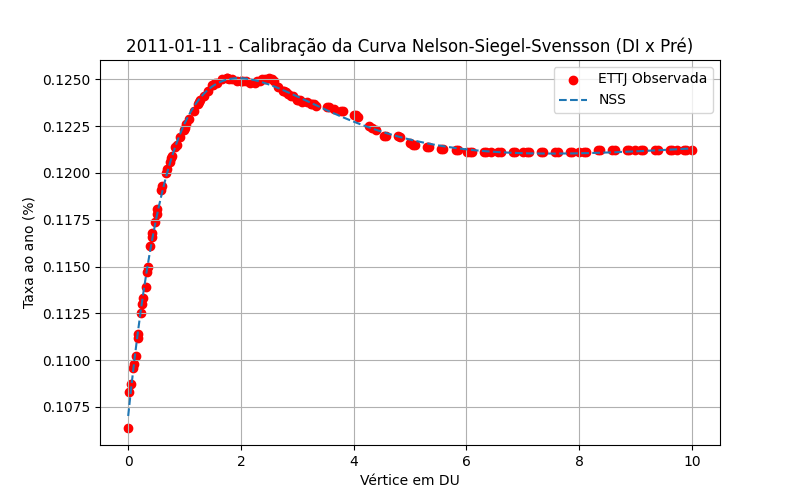 2011-01-11 - Calibração da Curva Nelson-Siegel-Svensson (DI x Pré)
ETTJ Observada
NSS
Taxa ao ano (%)
0.1250
0.1225
0.1200
0.1175
0.1150
0.1125
0.1100
0.1075
0 2 4 6 8 10
Vértice em DU